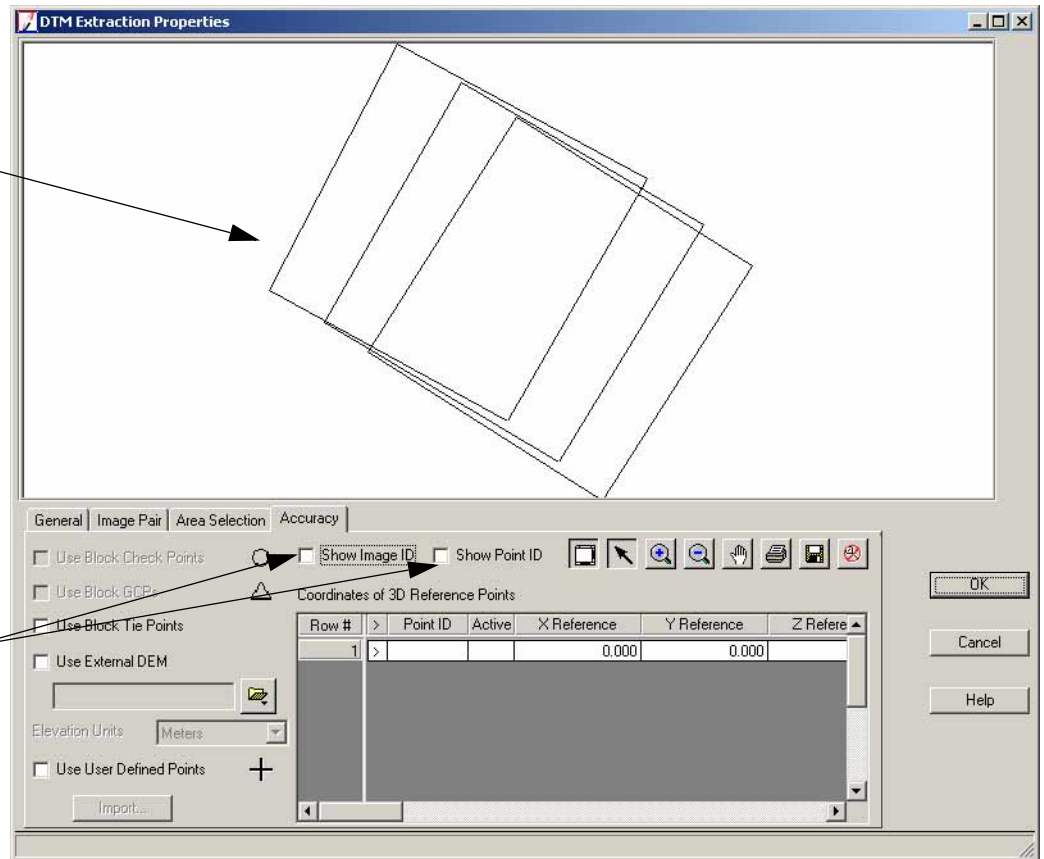 DTM Extraction Properties
General Image Pair Area Selection Accuracy
Use Block Check Points
Show Image ID Show Point ID
Use Block GCPs
Coordinates of 3D Reference Points
OK
Use Block Tie Points
Row # > Point ID Active X Reference Y Reference Z Refere
1 > 0.000 0.000
Cancel
Use External DEM
Help
Elevation Units Meters
Use User Defined Points
Import...